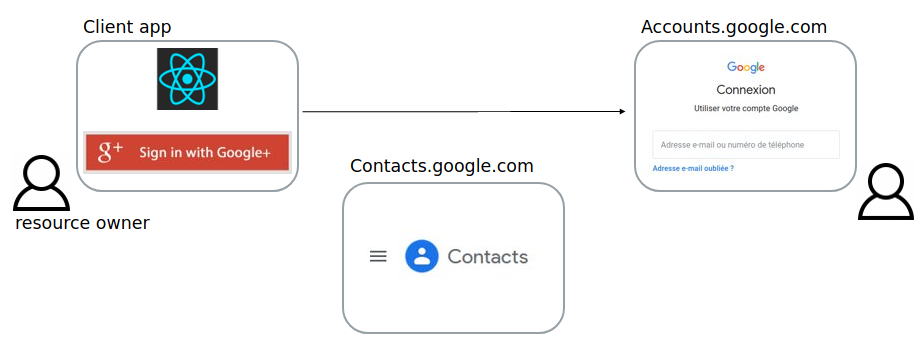 Client app
g+ Sign in with Google+
resource owner
Contacts.google.com
Contacts
Accounts.google.com
Google
Connexion
Utiliser votre compte Google
Adresse e-mail ou numéro de téléphone
Adresse e-mail oubliée ?